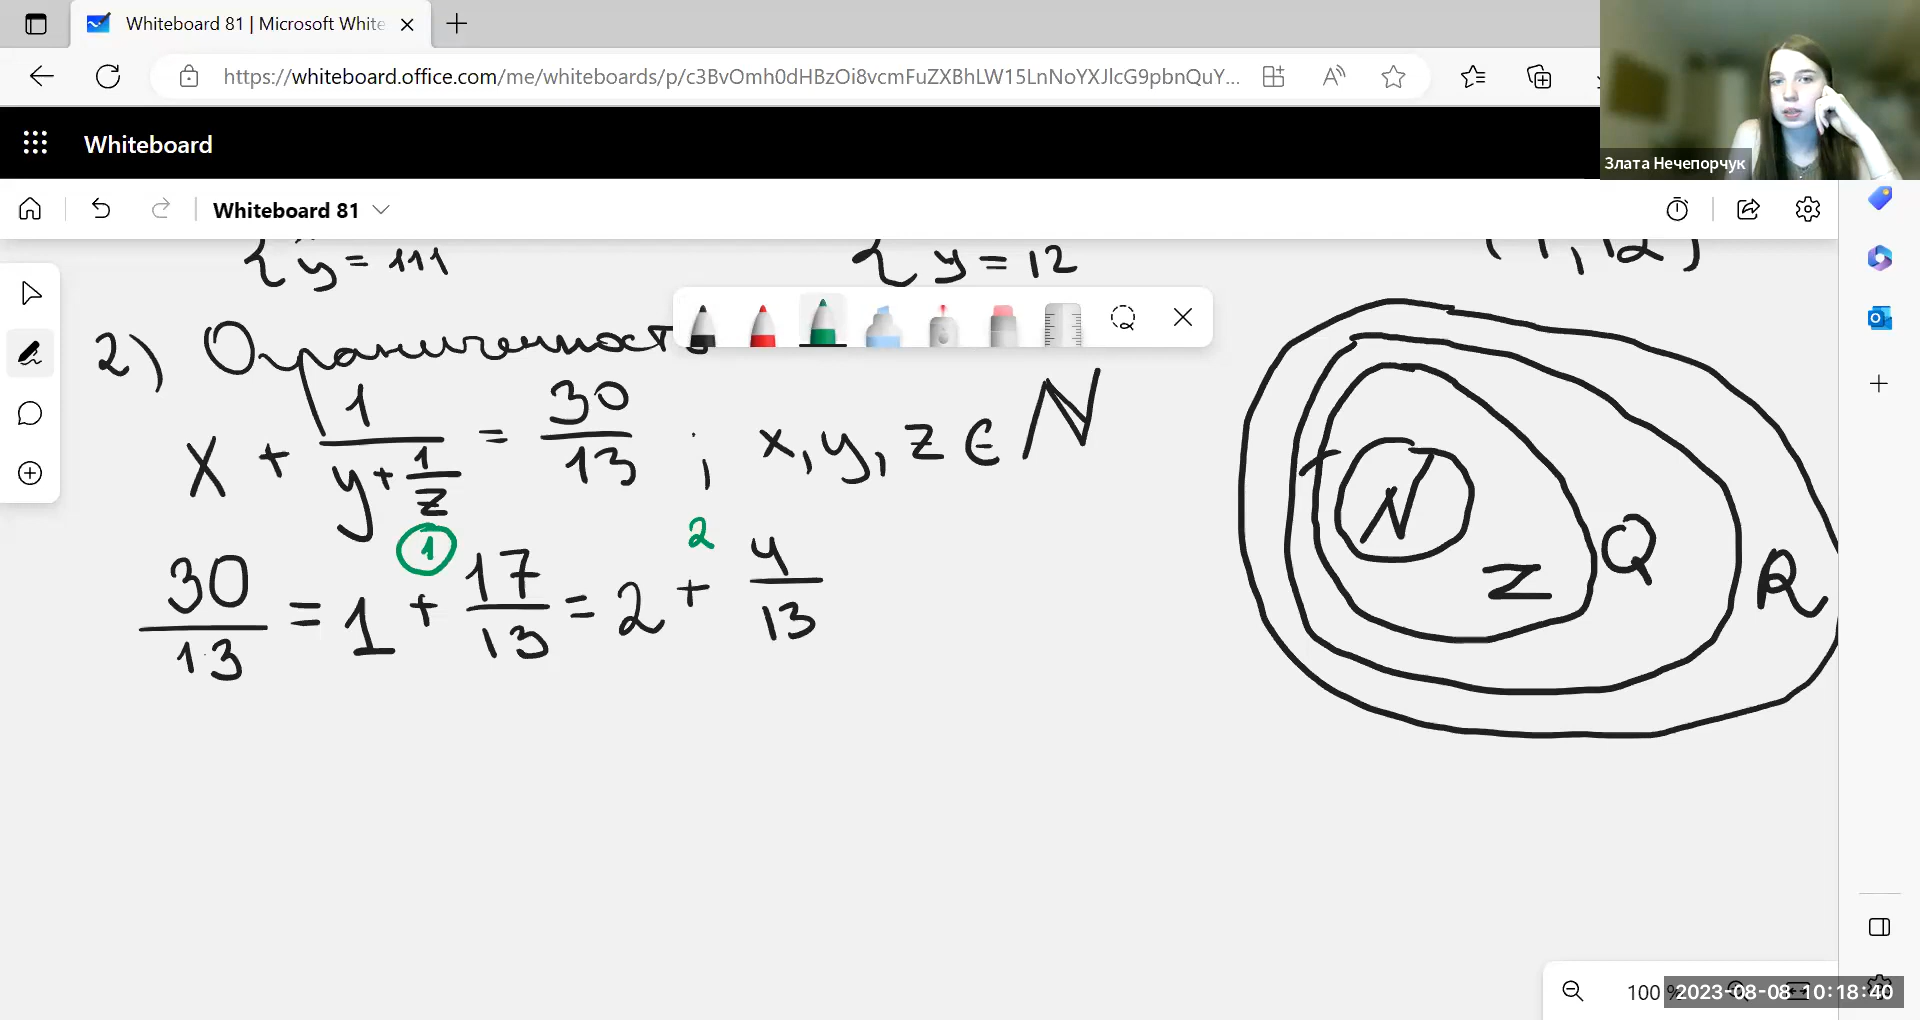 Whiteboard 81 | Microsoft White
https://whiteboard.office.com/me/whiteboards/p/c3BvOmh0dHBzOi8vcmFuZXBhLW15LnNoYXJlcG9pbnQuY...
Злата Нечепорчук
Whiteboard
Whiteboard 81
{ y = 111
{ y = 12
2) Ограниченность
x + 1/(y + 1/z) = 30/13 ; x, y, z ∈ N
1 2
30/13 = 1 + 17/13 = 2 + 4/13
N
Z
Q
R
100 %
2023-08-08 10:18:40